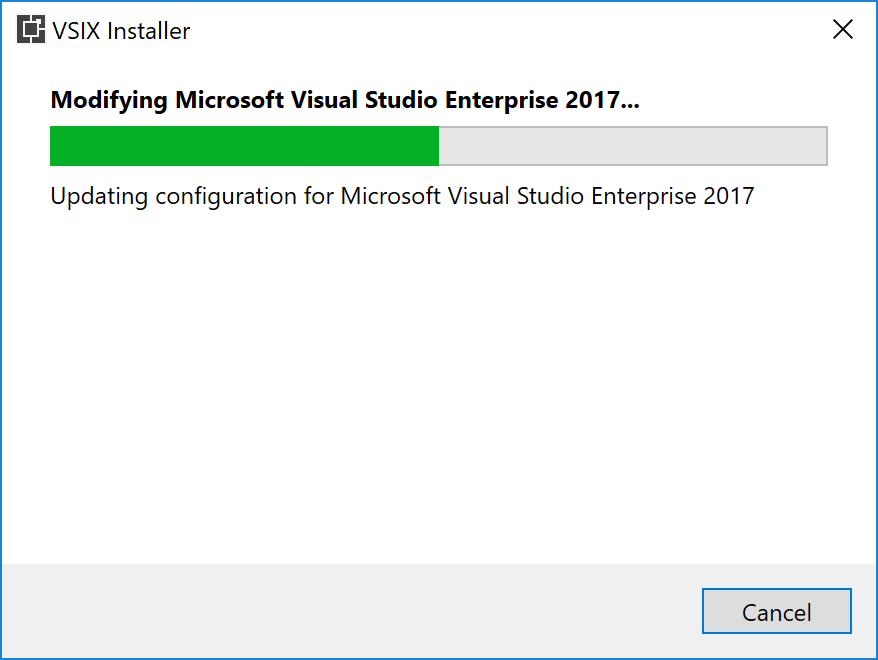 VSIX Installer
Modifying Microsoft Visual Studio Enterprise 2017...
Updating configuration for Microsoft Visual Studio Enterprise 2017
Cancel